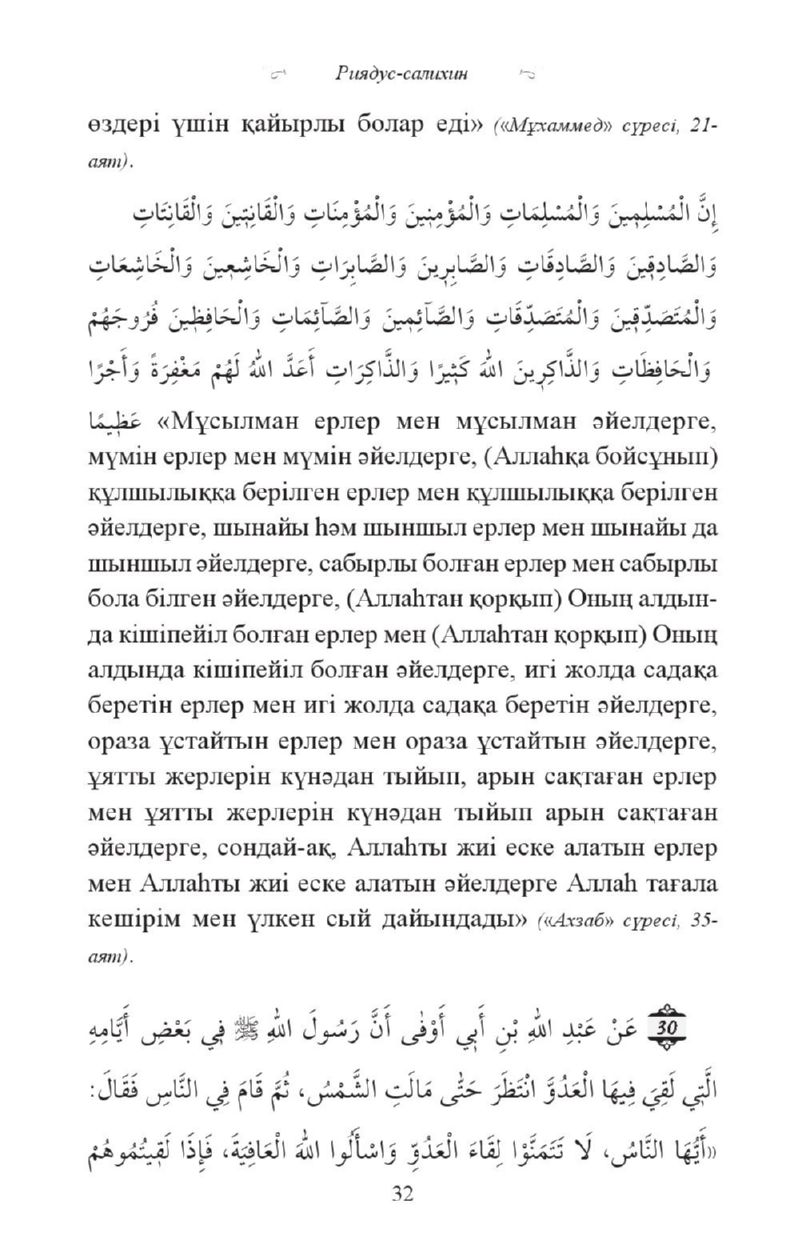 Риядус-салихин
өздері үшін қайырлы болар еді» («Мұхаммед» сүресі, 21-
аят).
إِنَّ الْمُسْلِمِينَ وَالْمُسْلِمَاتِ وَالْمُؤْمِنِينَ وَالْمُؤْمِنَاتِ وَالْقَانِتِينَ وَالْقَانِتَاتِ
وَالصَّادِقِينَ وَالصَّادِقَاتِ وَالصَّابِرِينَ وَالصَّابِرَاتِ وَالْخَاشِعِينَ وَالْخَاشِعَاتِ
وَالْمُتَصَدِّقِينَ وَالْمُتَصَدِّقَاتِ وَالصَّآئِمِينَ وَالصَّآئِمَاتِ وَالْحَافِظِينَ فُرُوجَهُمْ
وَالْحَافِظَاتِ وَالذَّاكِرِينَ اللهَ كَثِيرًا وَالذَّاكِرَاتِ أَعَدَّ اللهُ لَهُمْ مَغْفِرَةً وَأَجْرًا
عَظِيمًا «Мұсылман ерлер мен мұсылман әйелдерге,
мүмін ерлер мен мүмін әйелдерге, (Аллаһқа бойсұнып)
құлшылыққа берілген ерлер мен құлшылыққа берілген
әйелдерге, шынайы һәм шыншыл ерлер мен шынайы да
шыншыл әйелдерге, сабырлы болған ерлер мен сабырлы
бола білген әйелдерге, (Аллаһтан қорқып) Оның алдын-
да кішіпейіл болған ерлер мен (Аллаһтан қорқып) Оның
алдында кішіпейіл болған әйелдерге, игі жолда садақа
беретін ерлер мен игі жолда садақа беретін әйелдерге,
ораза ұстайтын ерлер мен ораза ұстайтын әйелдерге,
ұятты жерлерін күнәдан тыйып, арын сақтаған ерлер
мен ұятты жерлерін күнәдан тыйып арын сақтаған
әйелдерге, сондай-ақ, Аллаһты жиі еске алатын ерлер
мен Аллаһты жиі еске алатын әйелдерге Аллаһ тағала
кешірім мен үлкен сый дайындады» («Ахзаб» сүресі, 35-
аят).
30 عَنْ عَبْدِ اللهِ بْنِ أَبِي أَوْفَى أَنَّ رَسُولَ اللهِ ﷺ فِي بَعْضِ أَيَّامِهِ
الَّتِي لَقِيَ فِيهَا الْعَدُوَّ انْتَظَرَ حَتَّى مَالَتِ الشَّمْسُ، ثُمَّ قَامَ فِي النَّاسِ فَقَالَ:
«أَيُّهَا النَّاسُ، لَا تَتَمَنَّوْا لِقَاءَ الْعَدُوِّ وَاسْأَلُوا اللهَ الْعَافِيَةَ، فَإِذَا لَقِيتُمُوهُمْ
32